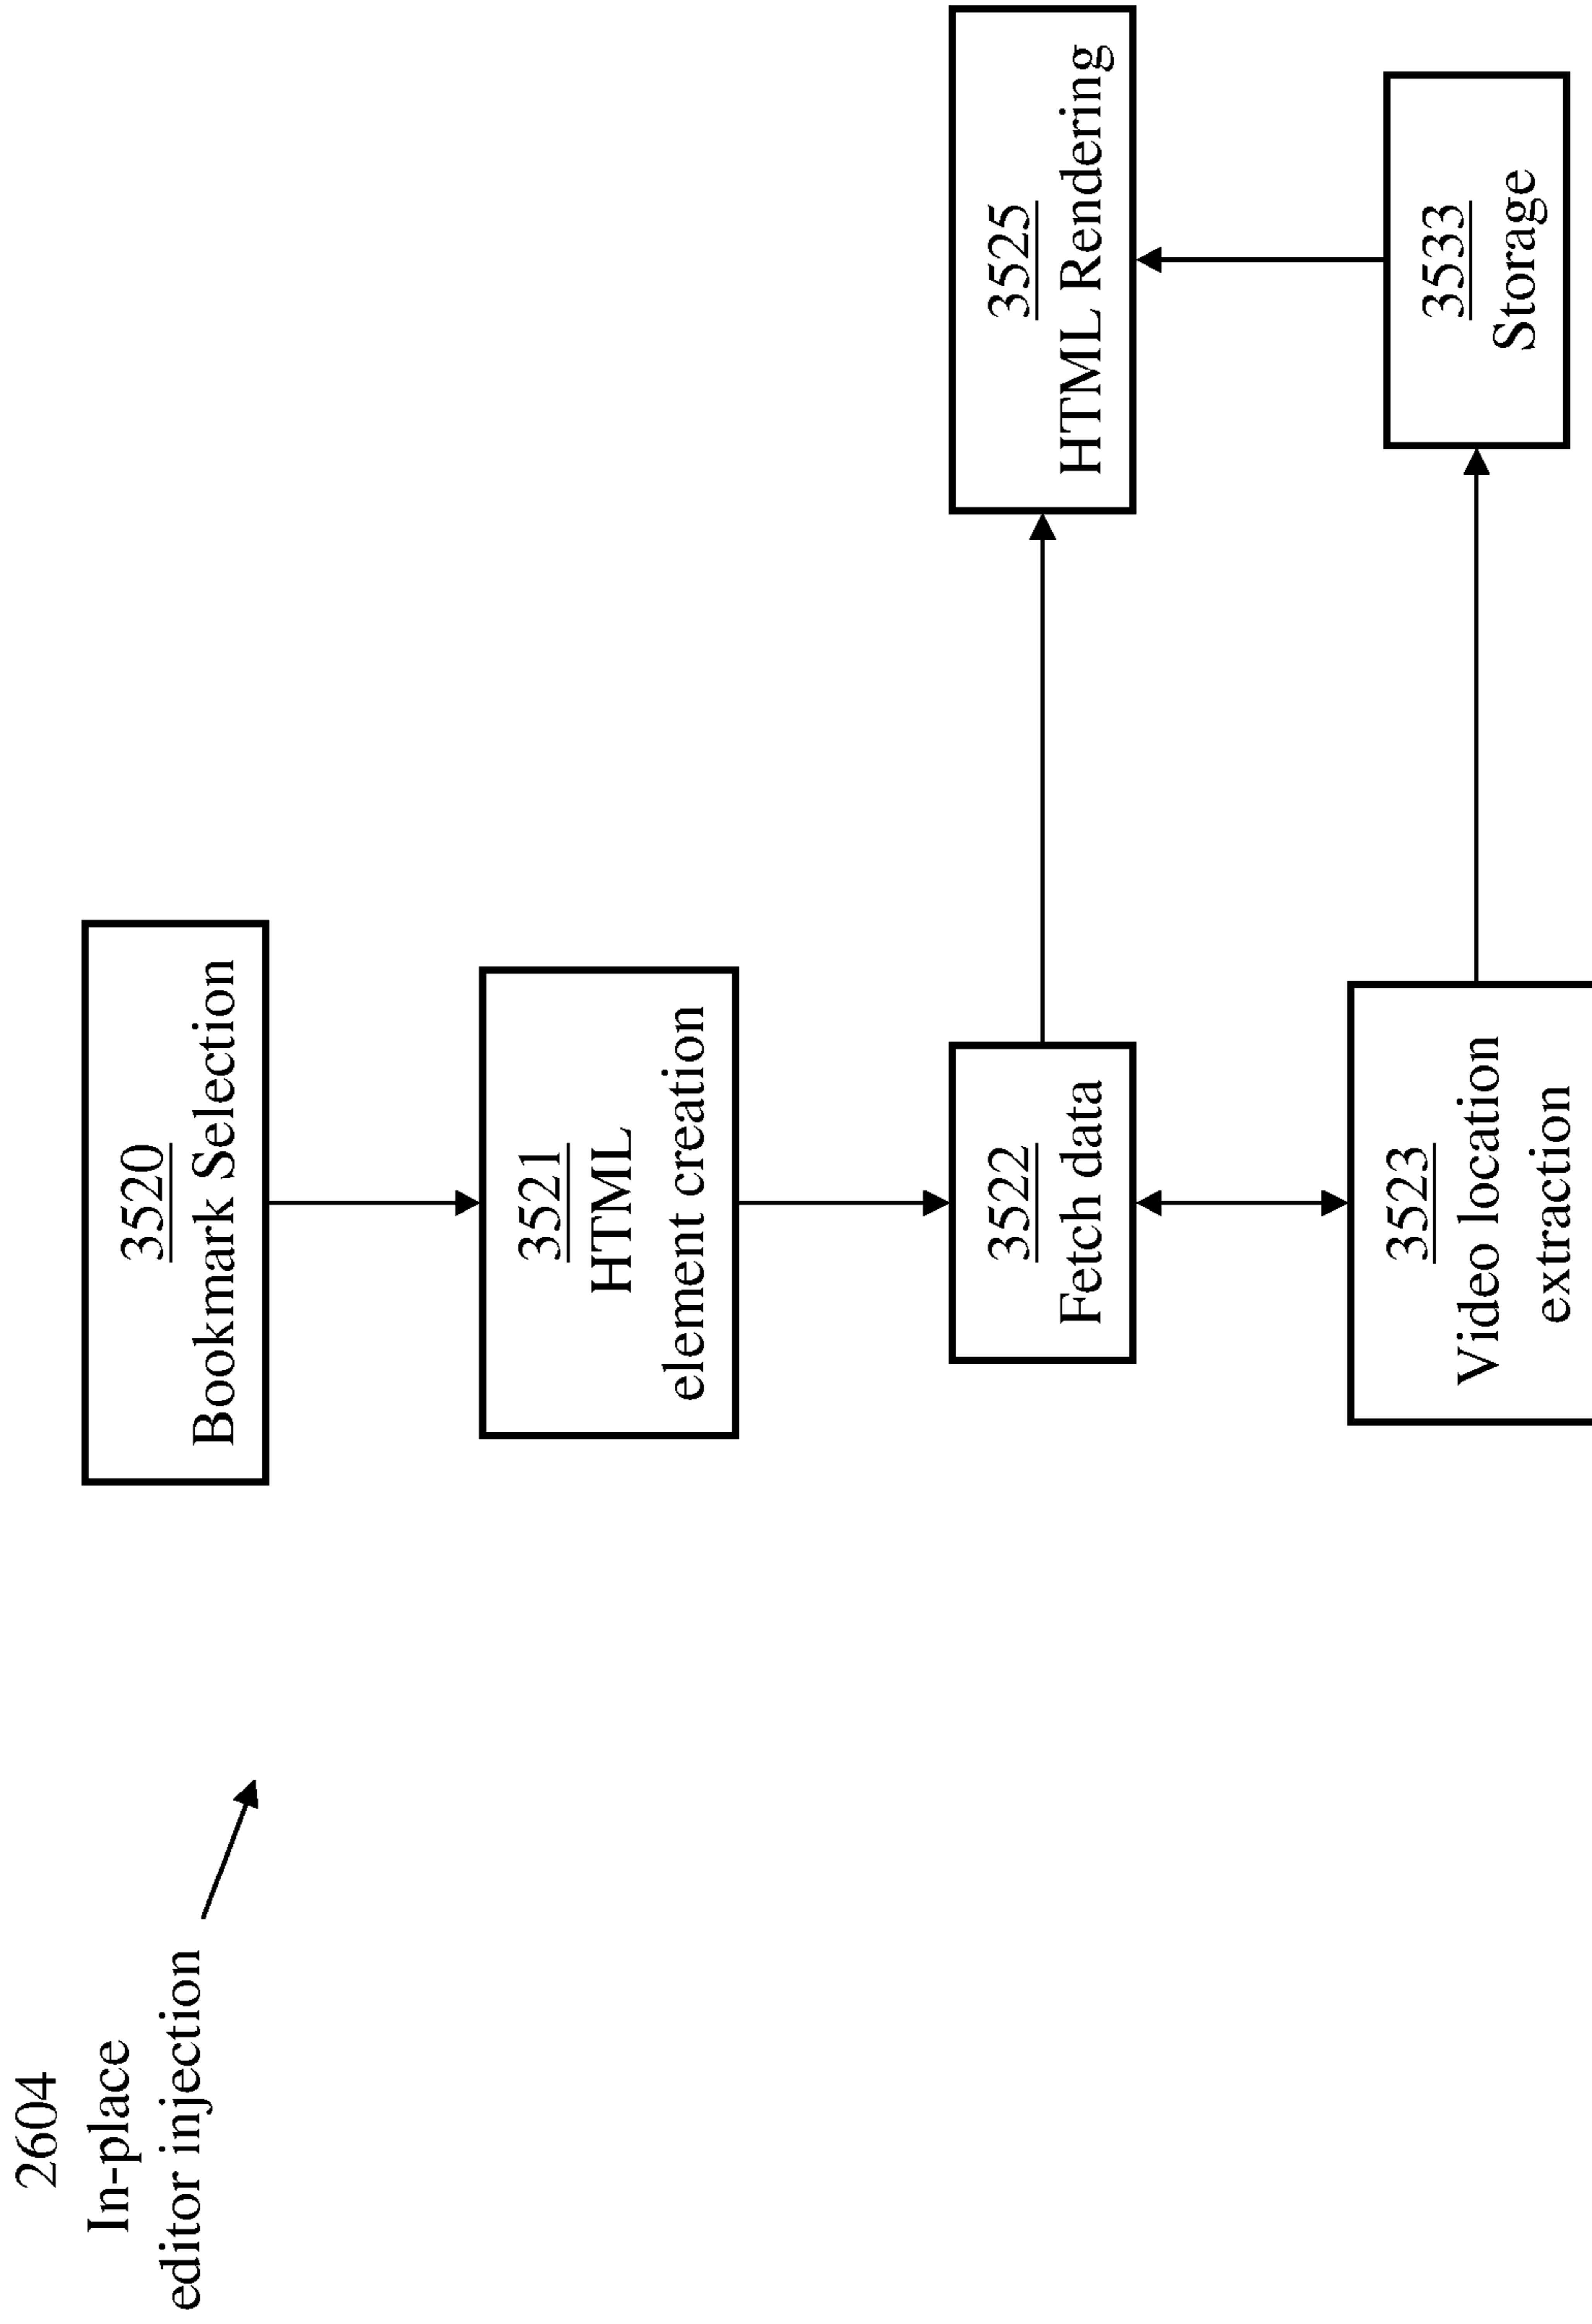 2604
In-place
editor injection
3520
Bookmark Selection
3521
HTML
element creation
3522
Fetch data
3525
HTML Rendering
3523
Video location
extraction
3533
Storage